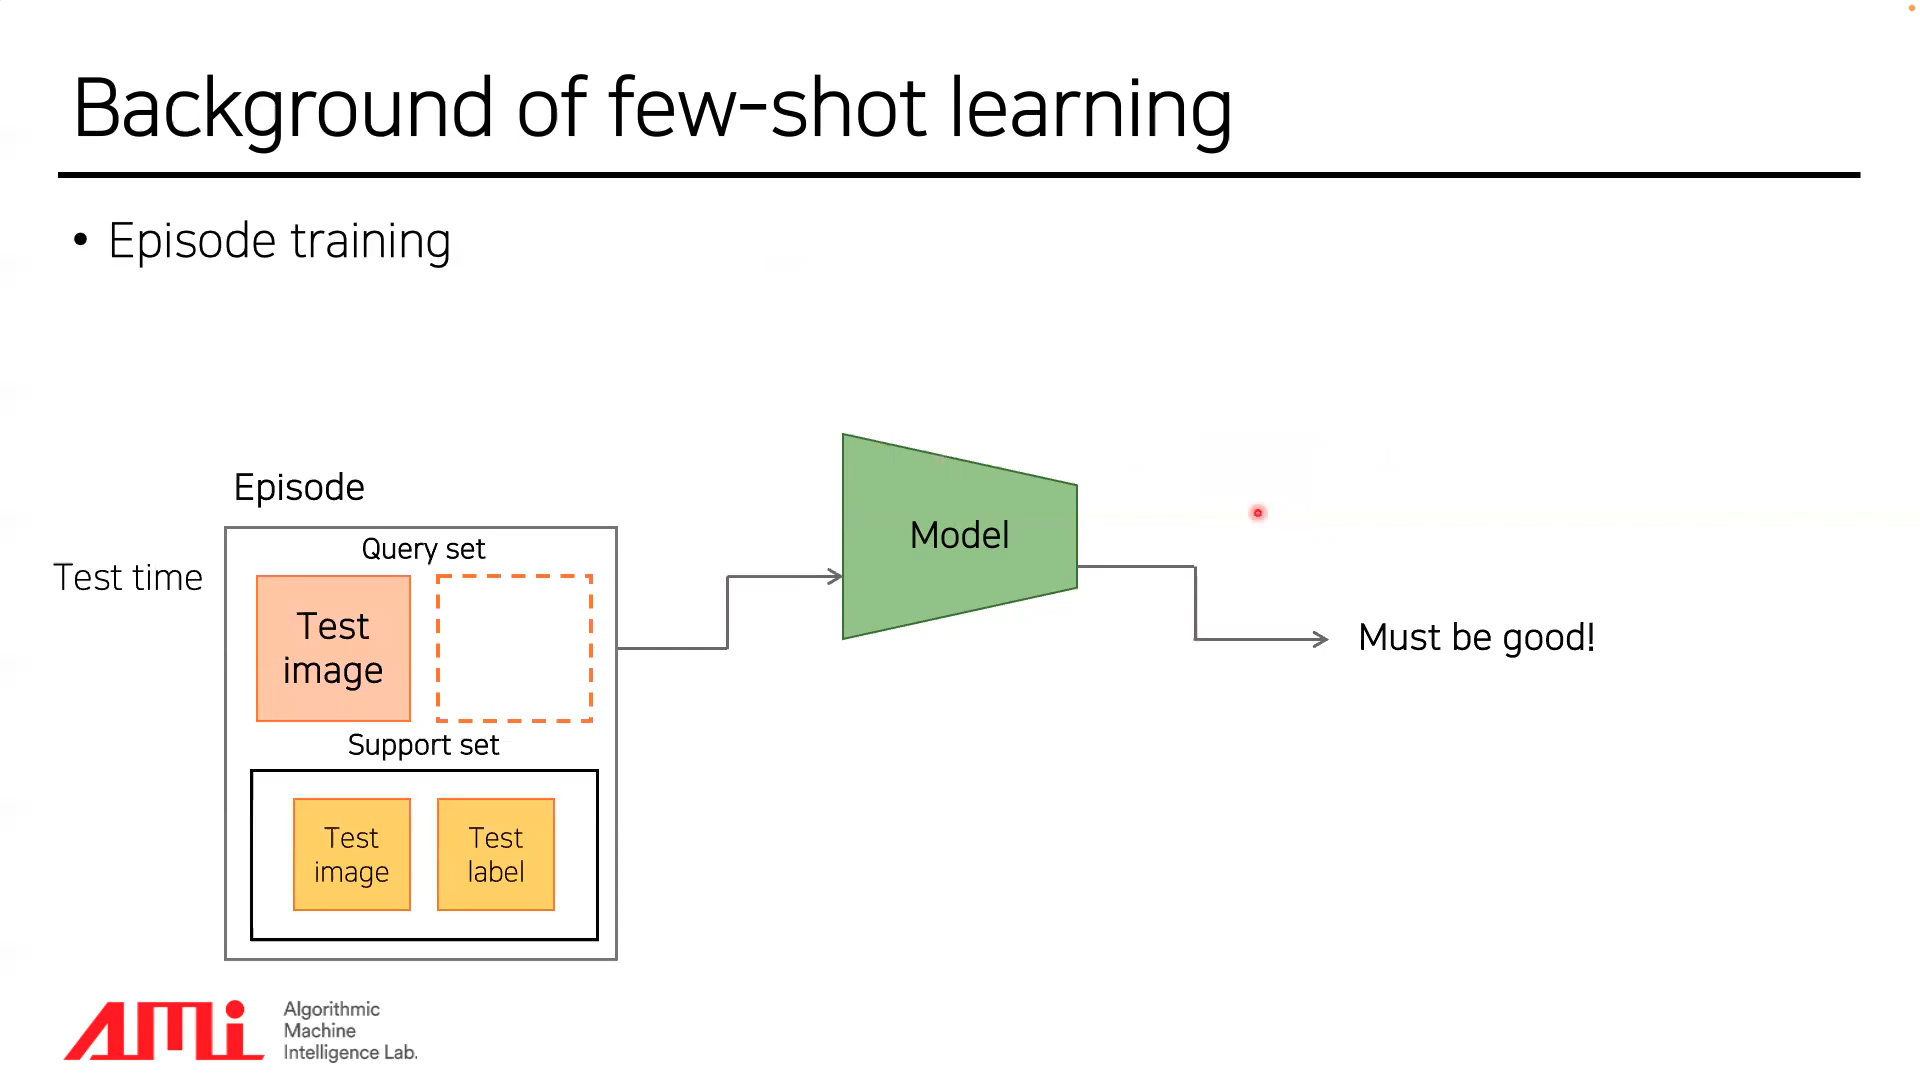 Background of few-shot learning
• Episode training
Episode
Test time
Query set
Test
image
Support set
Test
image
Test
label
Model
Must be good!
AMi
Algorithmic
Machine
Intelligence Lab.